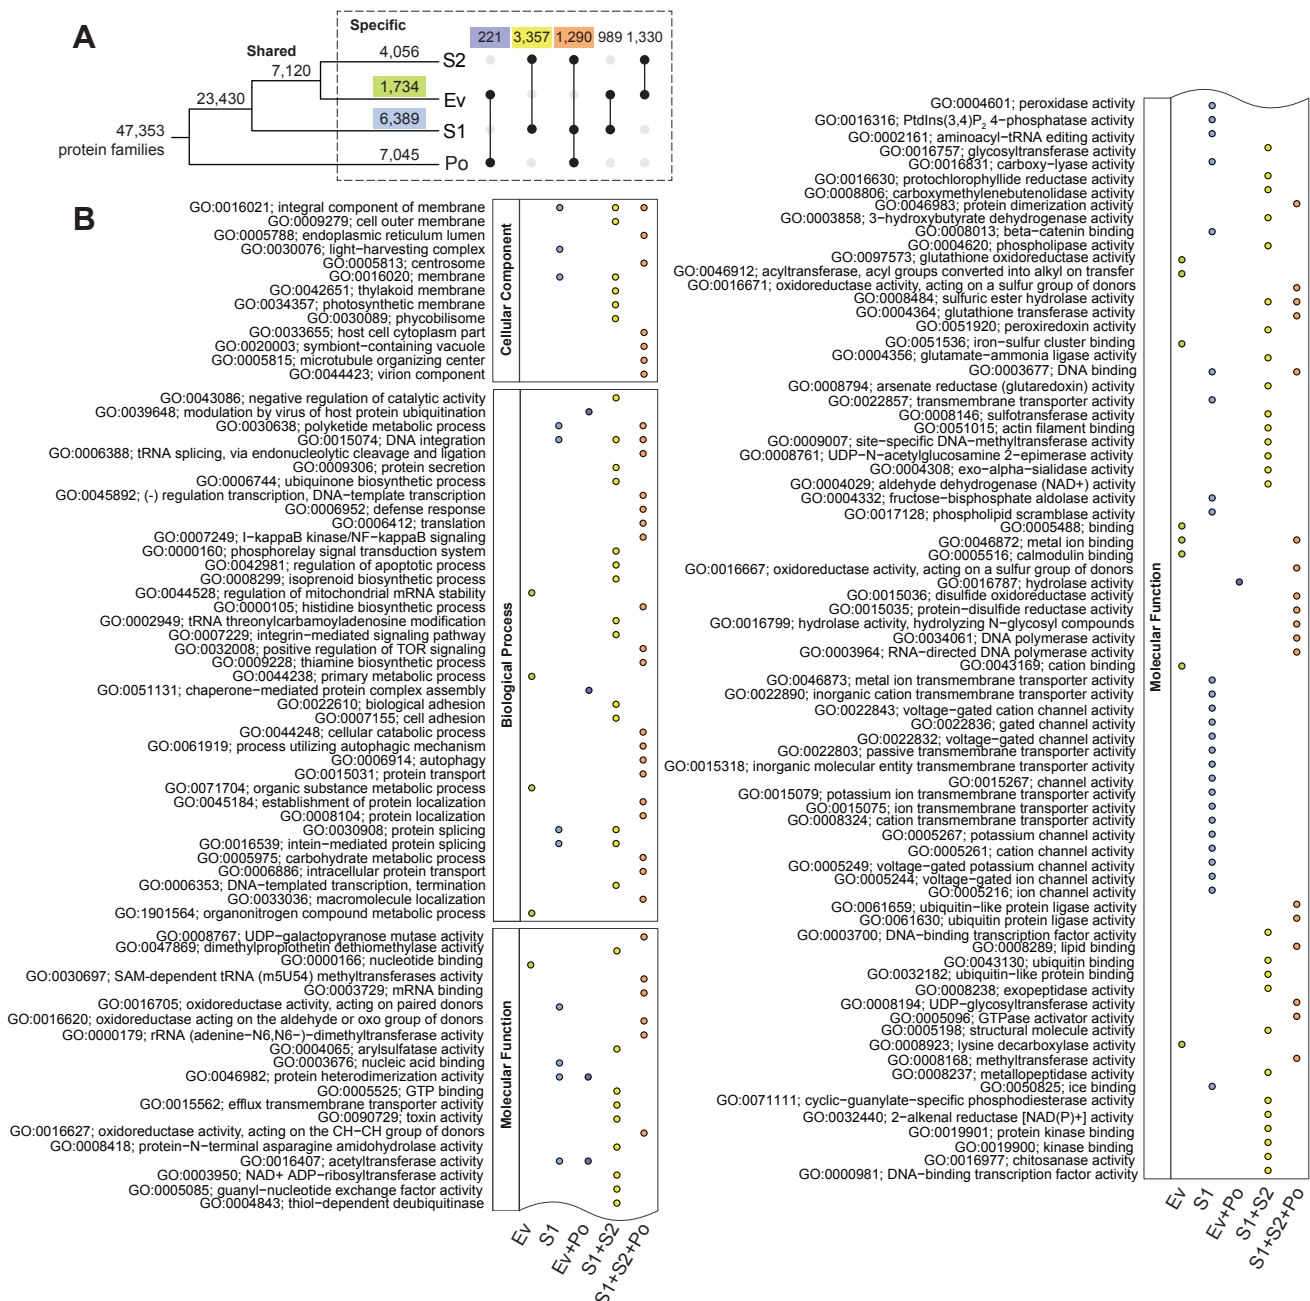 A
Specific
221 3,357 1,290 989 1,330
Shared
4,056 S2
7,120
1,734 Ev
23,430
6,389 S1
47,353
protein families
7,045 Po
B
GO:0016021; integral component of membrane
GO:0009279; cell outer membrane
GO:0005788; endoplasmic reticulum lumen
GO:0030076; light−harvesting complex
GO:0005813; centrosome
GO:0016020; membrane
GO:0042651; thylakoid membrane
GO:0034357; photosynthetic membrane
GO:0030089; phycobilisome
GO:0033655; host cell cytoplasm part
GO:0020003; symbiont−containing vacuole
GO:0005815; microtubule organizing center
GO:0044423; virion component
Cellular Component
GO:0043086; negative regulation of catalytic activity
GO:0039648; modulation by virus of host protein ubiquitination
GO:0030638; polyketide metabolic process
GO:0015074; DNA integration
GO:0006388; tRNA splicing, via endonucleolytic cleavage and ligation
GO:0009306; protein secretion
GO:0006744; ubiquinone biosynthetic process
GO:0045892; (-) regulation transcription, DNA−template transcription
GO:0006952; defense response
GO:0006412; translation
GO:0007249; I−kappaB kinase/NF−kappaB signaling
GO:0000160; phosphorelay signal transduction system
GO:0042981; regulation of apoptotic process
GO:0008299; isoprenoid biosynthetic process
GO:0044528; regulation of mitochondrial mRNA stability
GO:0000105; histidine biosynthetic process
GO:0002949; tRNA threonylcarbamoyladenosine modification
GO:0007229; integrin−mediated signaling pathway
GO:0032008; positive regulation of TOR signaling
GO:0009228; thiamine biosynthetic process
GO:0044238; primary metabolic process
GO:0051131; chaperone−mediated protein complex assembly
GO:0022610; biological adhesion
GO:0007155; cell adhesion
GO:0044248; cellular catabolic process
GO:0061919; process utilizing autophagic mechanism
GO:0006914; autophagy
GO:0015031; protein transport
GO:0071704; organic substance metabolic process
GO:0045184; establishment of protein localization
GO:0008104; protein localization
GO:0030908; protein splicing
GO:0016539; intein−mediated protein splicing
GO:0005975; carbohydrate metabolic process
GO:0006886; intracellular protein transport
GO:0006353; DNA−templated transcription, termination
GO:0033036; macromolecule localization
GO:1901564; organonitrogen compound metabolic process
Biological Process
GO:0008767; UDP−galactopyranose mutase activity
GO:0047869; dimethylpropiothetin dethiomethylase activity
GO:0000166; nucleotide binding
GO:0030697; SAM−dependent tRNA (m5U54) methyltransferases activity
GO:0003729; mRNA binding
GO:0016705; oxidoreductase activity, acting on paired donors
GO:0016620; oxidoreductase acting on the aldehyde or oxo group of donors
GO:0000179; rRNA (adenine−N6,N6−)−dimethyltransferase activity
GO:0004065; arylsulfatase activity
GO:0003676; nucleic acid binding
GO:0046982; protein heterodimerization activity
GO:0005525; GTP binding
GO:0015562; efflux transmembrane transporter activity
GO:0090729; toxin activity
GO:0016627; oxidoreductase activity, acting on the CH−CH group of donors
GO:0008418; protein−N−terminal asparagine amidohydrolase activity
GO:0016407; acetyltransferase activity
GO:0003950; NAD+ ADP−ribosyltransferase activity
GO:0005085; guanyl−nucleotide exchange factor activity
GO:0004843; thiol−dependent deubiquitinase
Molecular Function
Ev
S1
Ev+Po
S1+S2
S1+S2+Po
GO:0004601; peroxidase activity
GO:0016316; PtdIns(3,4)P2 4−phosphatase activity
GO:0002161; aminoacyl−tRNA editing activity
GO:0016757; glycosyltransferase activity
GO:0016831; carboxy−lyase activity
GO:0016630; protochlorophyllide reductase activity
GO:0008806; carboxymethylenebutenolidase activity
GO:0046983; protein dimerization activity
GO:0003858; 3−hydroxybutyrate dehydrogenase activity
GO:0008013; beta−catenin binding
GO:0004620; phospholipase activity
GO:0097573; glutathione oxidoreductase activity
GO:0046912; acyltransferase, acyl groups converted into alkyl on transfer
GO:0016671; oxidoreductase activity, acting on a sulfur group of donors
GO:0008484; sulfuric ester hydrolase activity
GO:0004364; glutathione transferase activity
GO:0051920; peroxiredoxin activity
GO:0051536; iron−sulfur cluster binding
GO:0004356; glutamate−ammonia ligase activity
GO:0003677; DNA binding
GO:0008794; arsenate reductase (glutaredoxin) activity
GO:0022857; transmembrane transporter activity
GO:0008146; sulfotransferase activity
GO:0051015; actin filament binding
GO:0009007; site−specific DNA−methyltransferase activity
GO:0008761; UDP−N−acetylglucosamine 2−epimerase activity
GO:0004308; exo−alpha−sialidase activity
GO:0004029; aldehyde dehydrogenase (NAD+) activity
GO:0004332; fructose−bisphosphate aldolase activity
GO:0017128; phospholipid scramblase activity
GO:0005488; binding
GO:0046872; metal ion binding
GO:0005516; calmodulin binding
GO:0016667; oxidoreductase activity, acting on a sulfur group of donors
GO:0016787; hydrolase activity
GO:0015036; disulfide oxidoreductase activity
GO:0015035; protein−disulfide reductase activity
GO:0016799; hydrolase activity, hydrolyzing N−glycosyl compounds
GO:0034061; DNA polymerase activity
GO:0003964; RNA−directed DNA polymerase activity
GO:0043169; cation binding
GO:0046873; metal ion transmembrane transporter activity
GO:0022890; inorganic cation transmembrane transporter activity
GO:0022843; voltage−gated cation channel activity
GO:0022836; gated channel activity
GO:0022832; voltage−gated channel activity
GO:0022803; passive transmembrane transporter activity
GO:0015318; inorganic molecular entity transmembrane transporter activity
GO:0015267; channel activity
GO:0015079; potassium ion transmembrane transporter activity
GO:0015075; ion transmembrane transporter activity
GO:0008324; cation transmembrane transporter activity
GO:0005267; potassium channel activity
GO:0005261; cation channel activity
GO:0005249; voltage−gated potassium channel activity
GO:0005244; voltage−gated ion channel activity
GO:0005216; ion channel activity
GO:0061659; ubiquitin−like protein ligase activity
GO:0061630; ubiquitin protein ligase activity
GO:0003700; DNA−binding transcription factor activity
GO:0008289; lipid binding
GO:0043130; ubiquitin binding
GO:0032182; ubiquitin−like protein binding
GO:0008238; exopeptidase activity
GO:0008194; UDP−glycosyltransferase activity
GO:0005096; GTPase activator activity
GO:0005198; structural molecule activity
GO:0008923; lysine decarboxylase activity
GO:0008168; methyltransferase activity
GO:0008237; metallopeptidase activity
GO:0050825; ice binding
GO:0071111; cyclic−guanylate−specific phosphodiesterase activity
GO:0032440; 2−alkenal reductase [NAD(P)+] activity
GO:0019901; protein kinase binding
GO:0019900; kinase binding
GO:0016977; chitosanase activity
GO:0000981; DNA−binding transcription factor activity
Molecular Function
Ev
S1
Ev+Po
S1+S2
S1+S2+Po